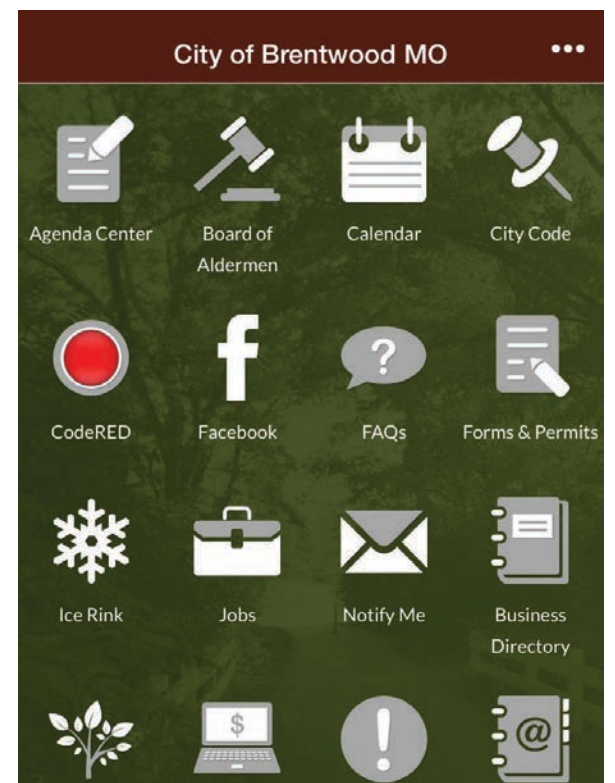 City of Brentwood MO
Agenda Center
Board of
Aldermen
Calendar
City Code
?
CodeRED
f
Facebook
FAQs
Forms & Permits
Ice Rink
Jobs
Notify Me
Business
Directory
$
!
@